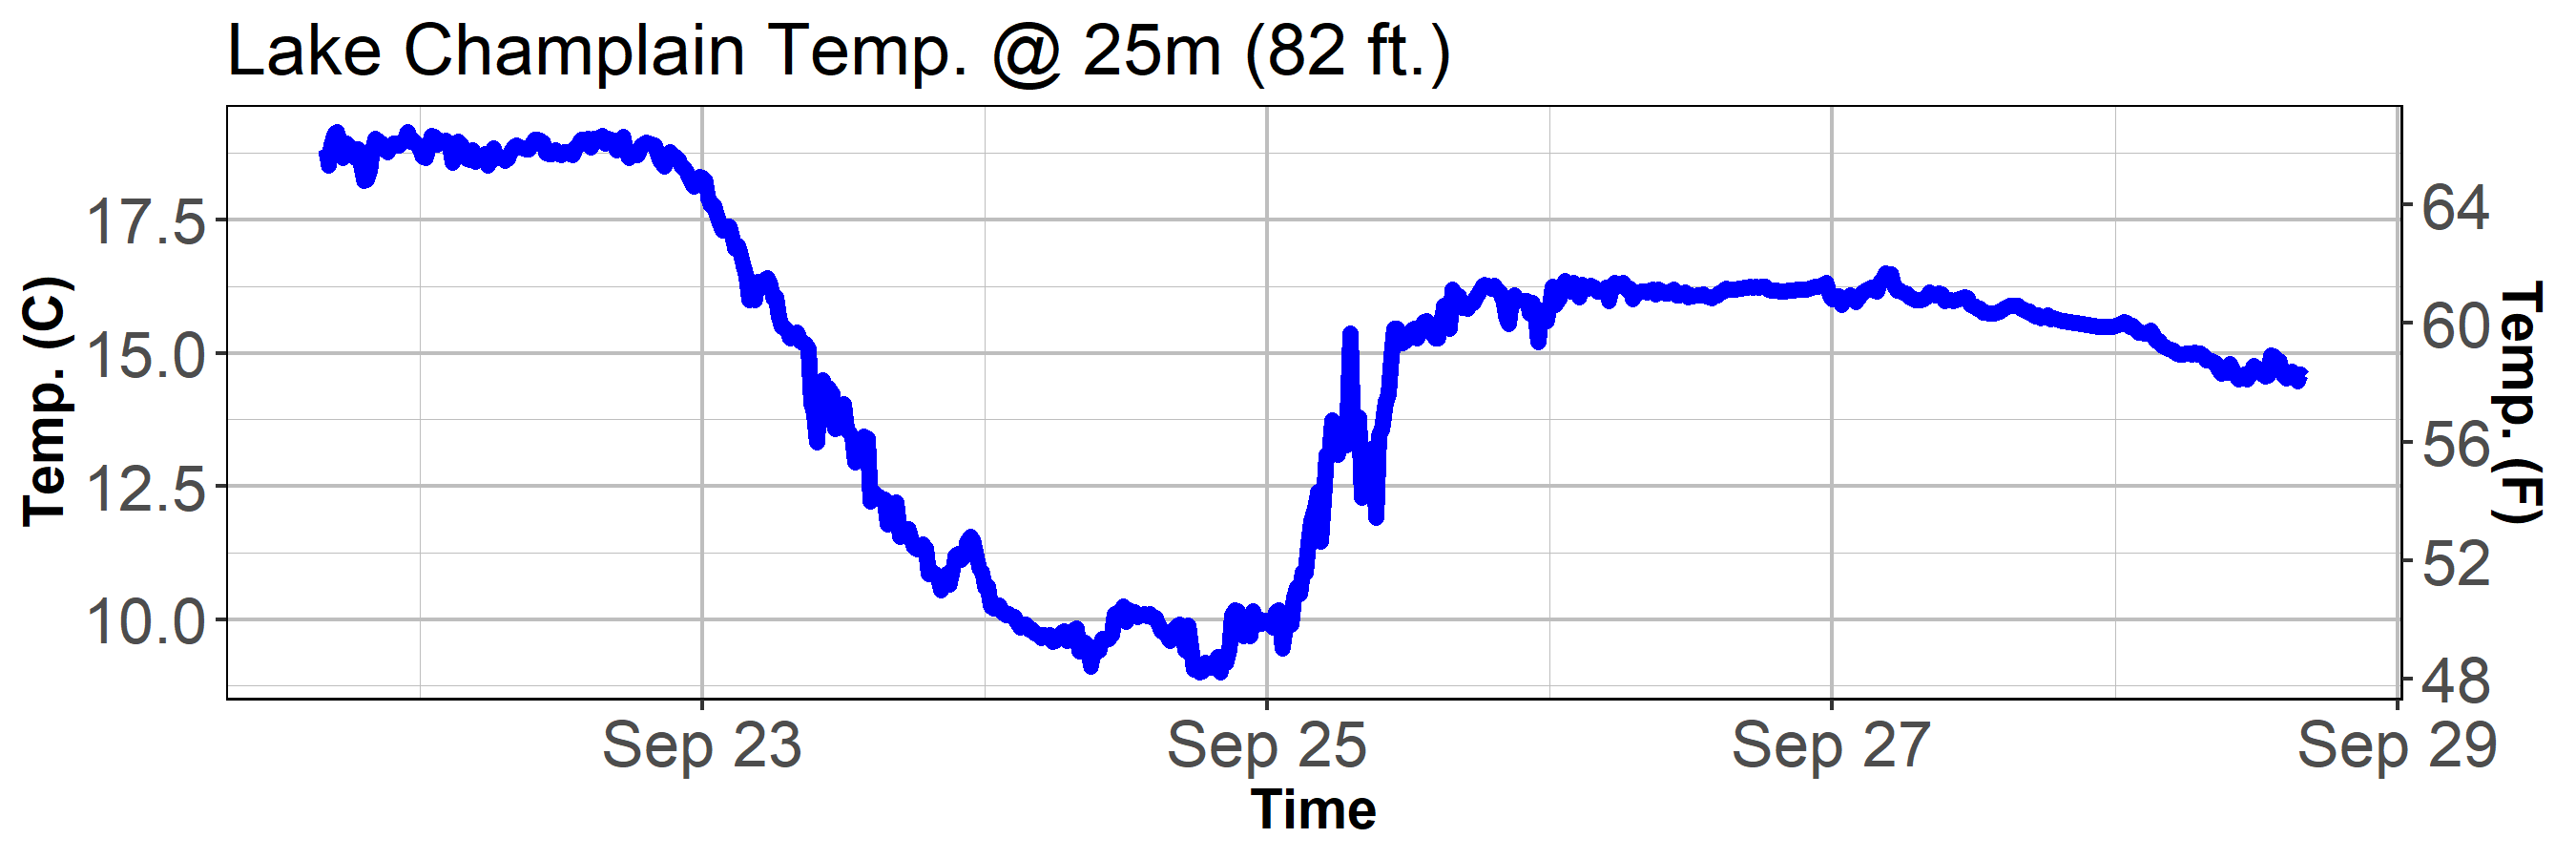 Lake Champlain Temp. @ 25m (82 ft.)
Temp. (C)
17.5
15.0
12.5
10.0
64
60
56
52
48
Temp. (F)
Sep 23 Sep 25 Sep 27 Sep 29
Time